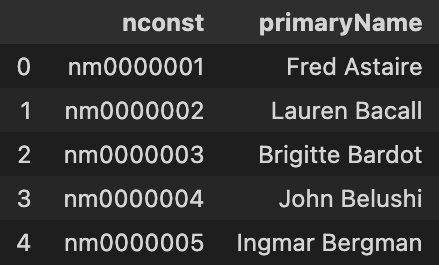 nconst primaryName
0 nm0000001 Fred Astaire
1 nm0000002 Lauren Bacall
2 nm0000003 Brigitte Bardot
3 nm0000004 John Belushi
4 nm0000005 Ingmar Bergman